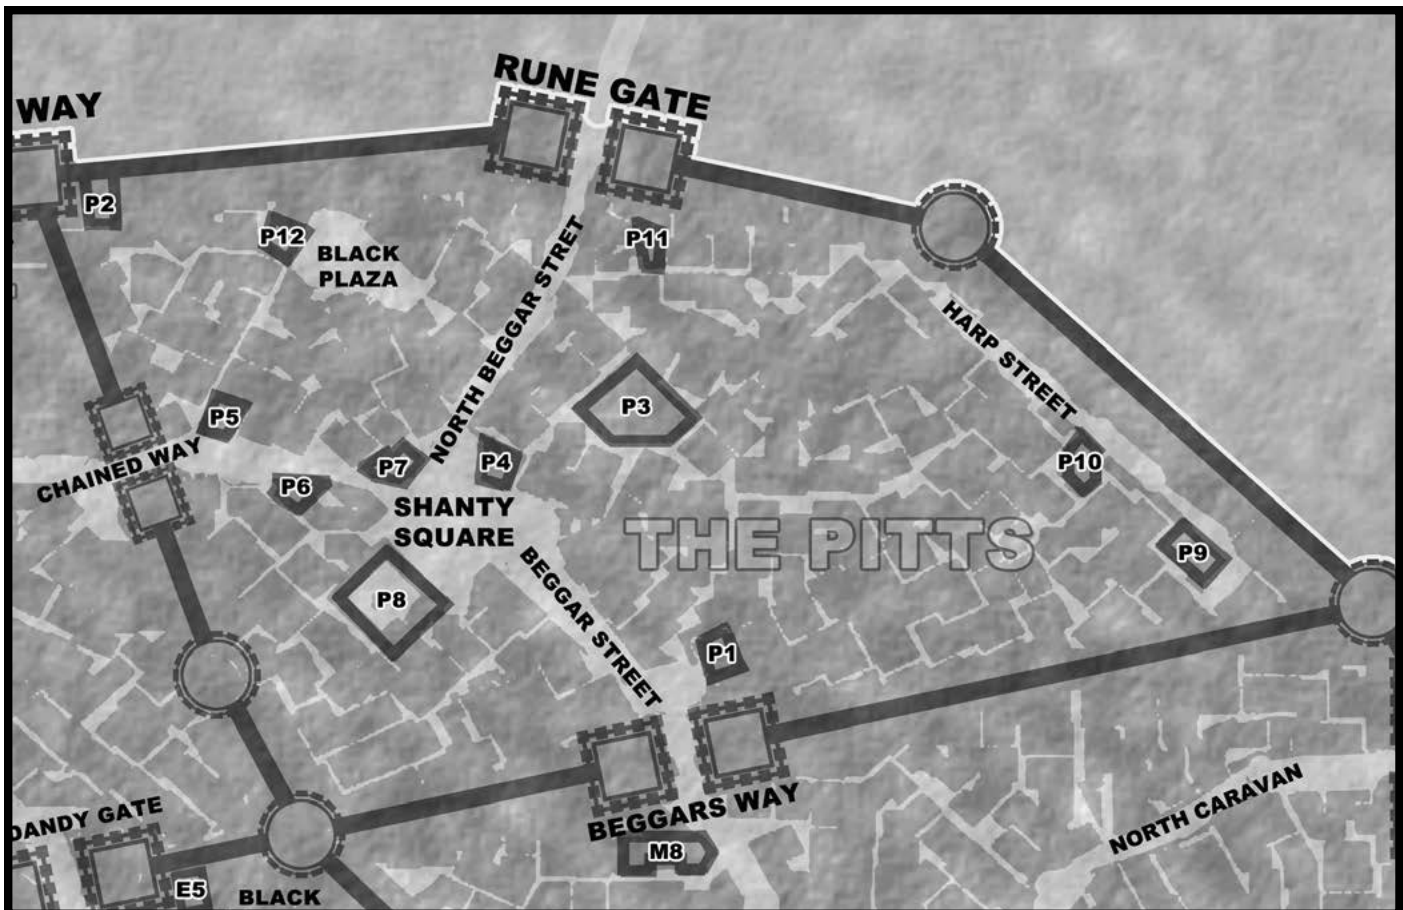 RUNE GATE
WAY
P2
P12
P11
BLACK
PLAZA
NORTH BEGGAR STRET
HARP STREET
P3
P5
CHAINED WAY
P7
P4
P10
P6
SHANTY
SQUARE
THE PITTS
P9
BEGGAR STREET
P8
P1
BEGGARS WAY
NORTH CARAVAN
DANDY GATE
M8
E5
BLACK